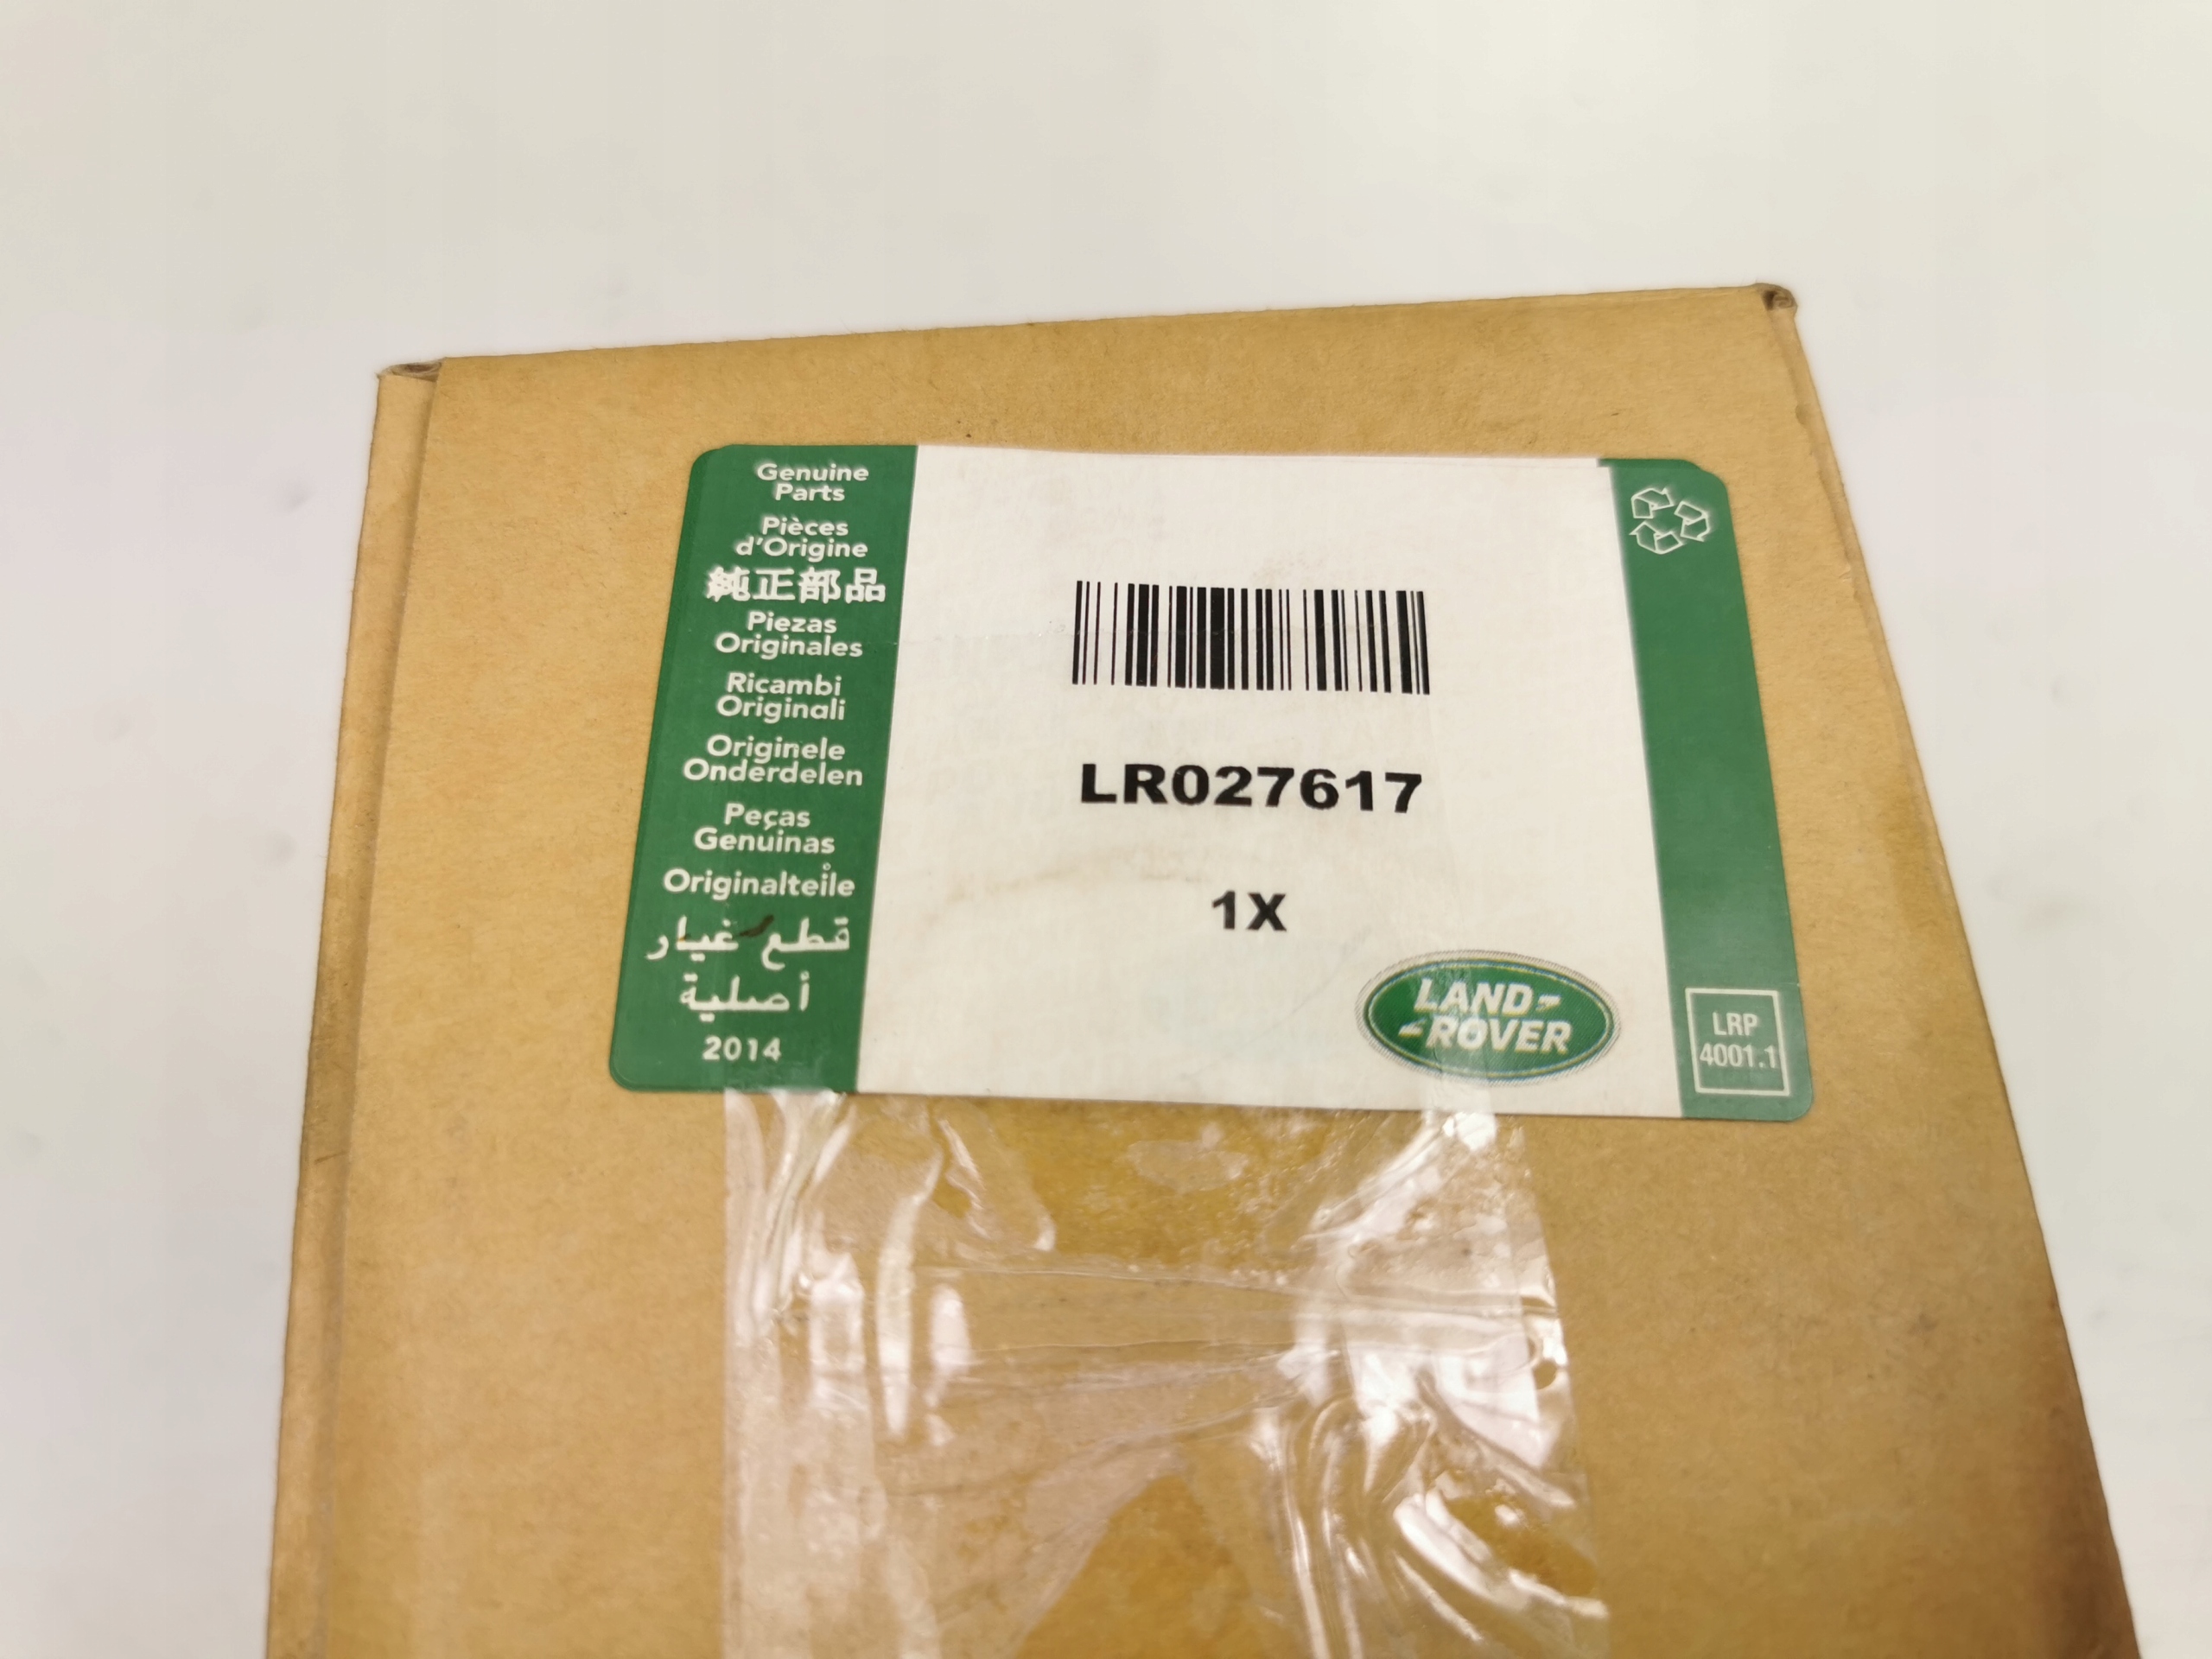 Genuine
Parts
Pièces
d'Origine
純正部品
Piezas
Originales
Ricambi
Originali
Originele
Onderdelen
Peças
Genuinas
Originalteile
قطع غيار
أصلية
2014
LR027617
1X
LAND-
-ROVER
LRP
4001.1